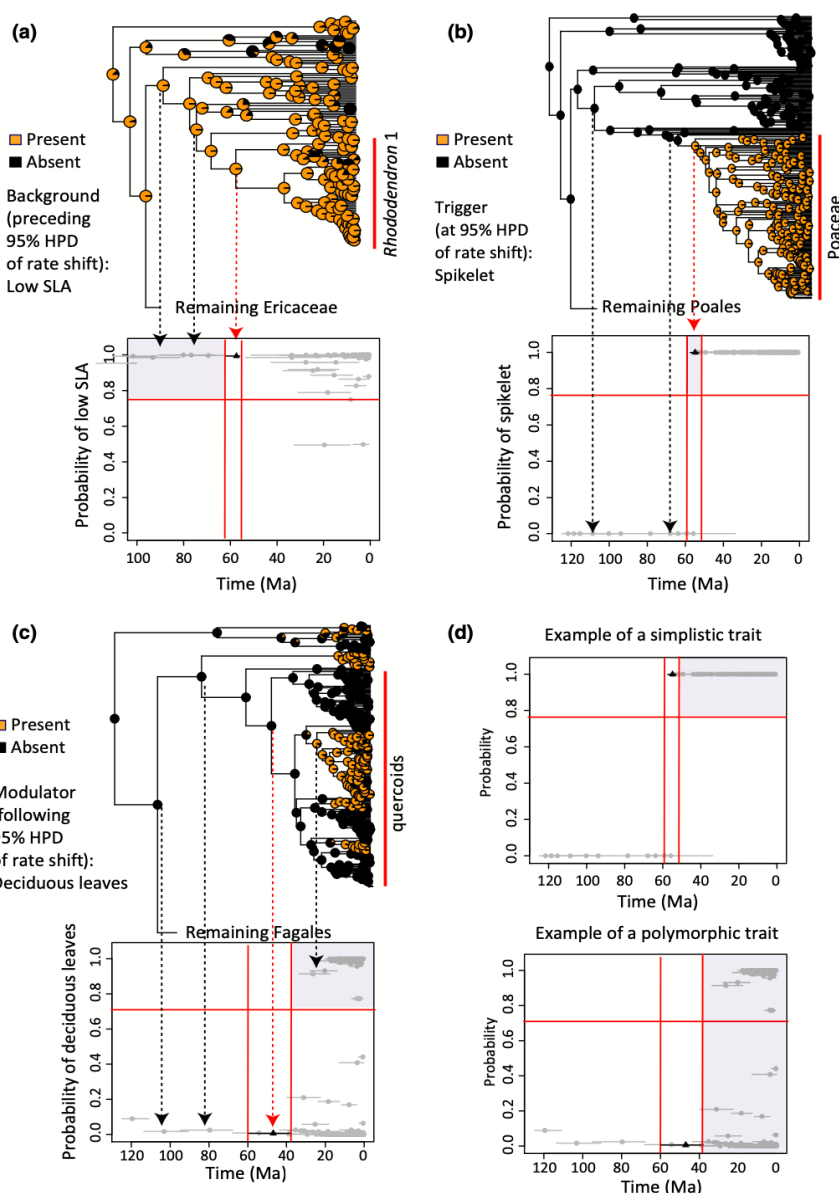 (a)
Present
Absent
Background
(preceding
95% HPD
of rate shift):
Low SLA
Rhododendron 1
Remaining Ericaceae
Probability of low SLA
1.0
0.8
0.6
0.4
0.2
0.0
100 80 60 40 20 0
Time (Ma)
(b)
Present
Absent
Trigger
(at 95% HPD
of rate shift):
Spikelet
Poaceae
Remaining Poales
Probability of spikelet
1.0
0.8
0.6
0.4
0.2
0.0
120 100 80 60 40 20 0
Time (Ma)
(c)
Present
Absent
Modulator
following
95% HPD
of rate shift):
Deciduous leaves
quercoids
Remaining Fagales
Probability of deciduous leaves
1.0
0.8
0.6
0.4
0.2
0.0
120 100 80 60 40 20 0
Time (Ma)
(d)
Example of a simplistic trait
Probability
1.0
0.8
0.6
0.4
0.2
0.0
120 100 80 60 40 20 0
Time (Ma)
Example of a polymorphic trait
Probability
1.0
0.8
0.6
0.4
0.2
0.0
120 100 80 60 40 20 0
Time (Ma)